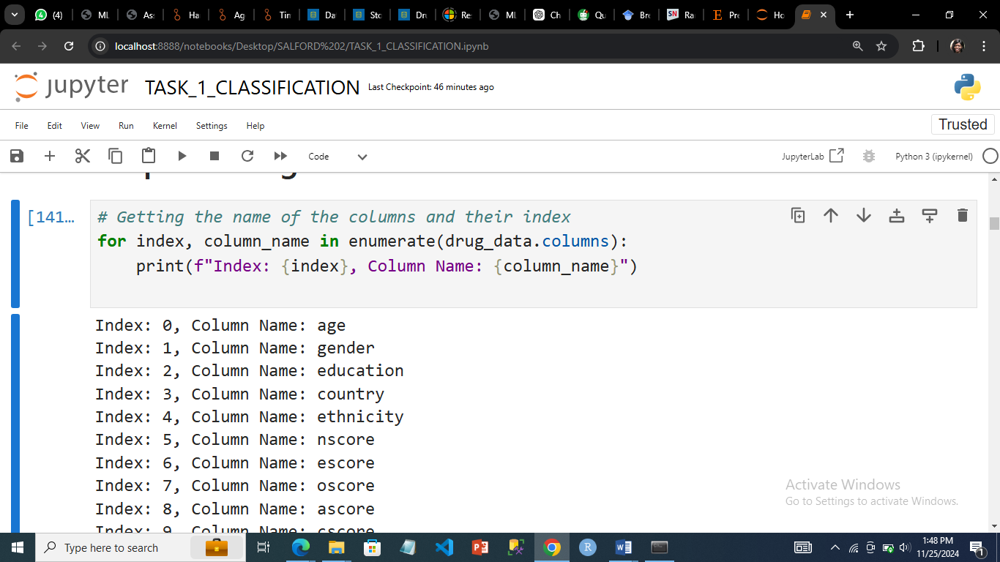 (4)
ML
Ass
Ha
Ag
Tin
Da
Sto
Dru
Re
ML
Ch
Qu
Bre
SN
Ra
Pre
Ho
localhost:8888/notebooks/Desktop/SALFORD%202/TASK_1_CLASSIFICATION.ipynb
jupyter TASK_1_CLASSIFICATION Last Checkpoint: 46 minutes ago
File Edit View Run Kernel Settings Help Trusted
Code JupyterLab Python 3 (ipykernel)
[141…
# Getting the name of the columns and their index
for index, column_name in enumerate(drug_data.columns):
    print(f"Index: {index}, Column Name: {column_name}")
Index: 0, Column Name: age
Index: 1, Column Name: gender
Index: 2, Column Name: education
Index: 3, Column Name: country
Index: 4, Column Name: ethnicity
Index: 5, Column Name: nscore
Index: 6, Column Name: escore
Index: 7, Column Name: oscore
Index: 8, Column Name: ascore
Index: 9, Column Name: cscore
Activate Windows
Go to Settings to activate Windows.
Type here to search
1:48 PM
11/25/2024
1